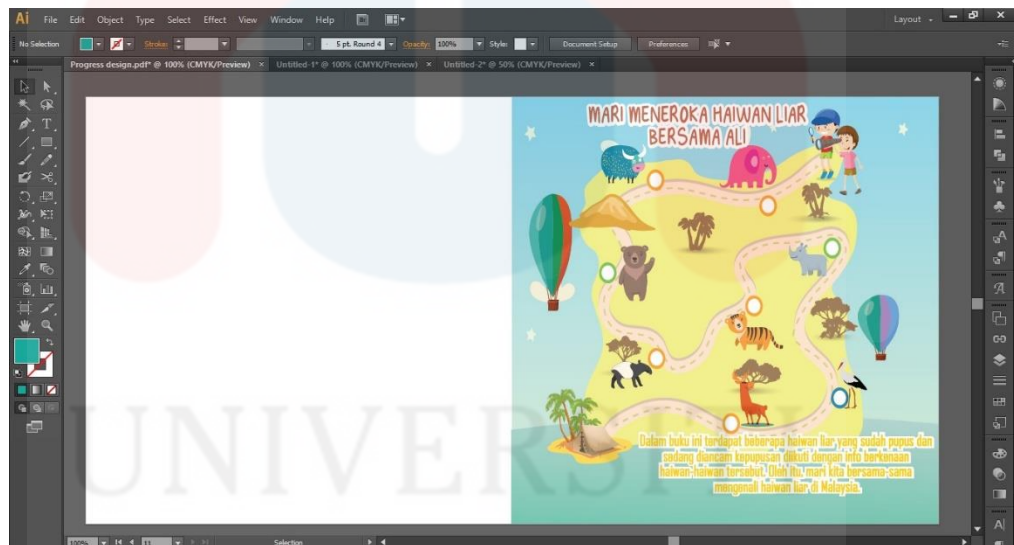 Ai File Edit Object Type Select Effect View Window Help Layout
No Selection Stroke: 5 pt. Round 4 Opacity: 100% Style: Document Setup Preferences
Progress design.pdf* @ 100% (CMYK/Preview) × Untitled-1* @ 100% (CMYK/Preview) × Untitled-2* @ 50% (CMYK/Preview) ×
MARI MENEROKA HAIWAN LIAR
BERSAMA ALI
Dalam buku ini terdapat beberapa haiwan liar yang sudah pupus dan
sadang diancam kepupusan diikuti dengan info berkenaan
haiwan-haiwan tersebut. Oleh itu, mari kita bersama-sama
mengenali haiwan liar di Malaysia.
UNIVERSITI
100% 11 Selection